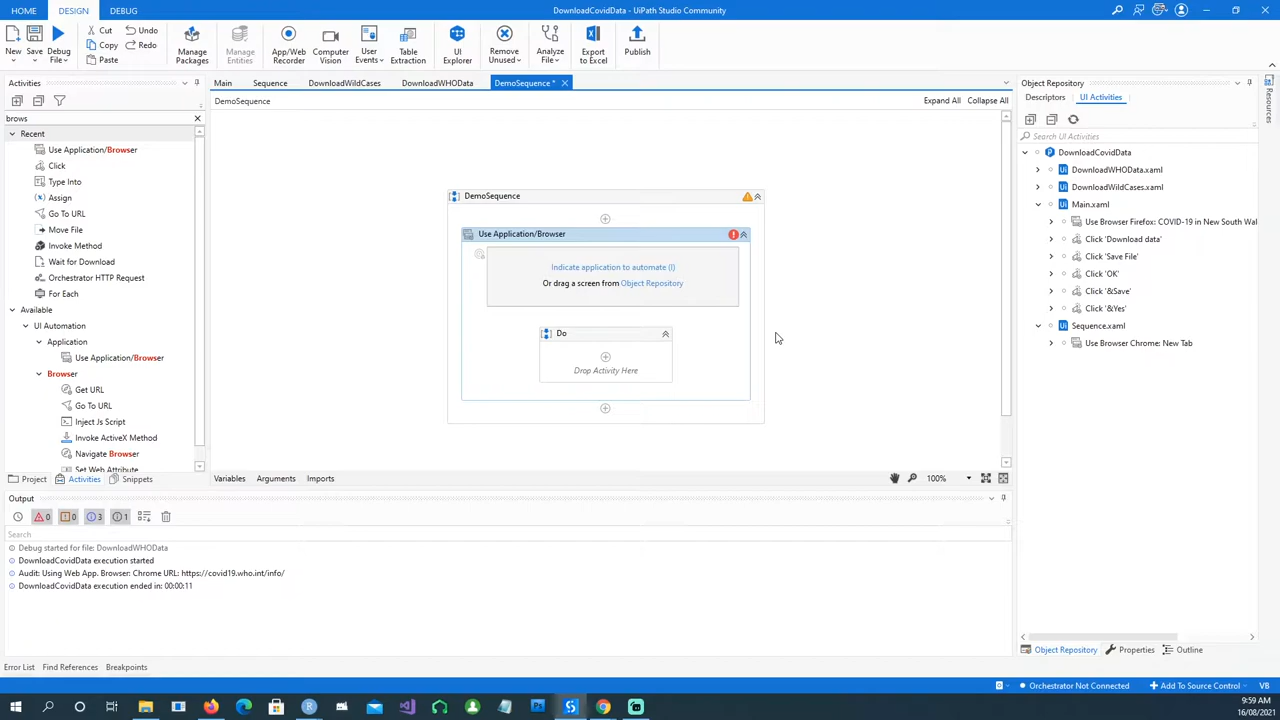 HOME
DESIGN
DEBUG
DownloadCovidData - UiPath Studio Community
New
Save
Debug File
Cut
Copy
Paste
Undo
Redo
Manage Packages
Manage Entities
App/Web Recorder
Computer Vision
User Events
Table Extraction
UI Explorer
Remove Unused
Analyze File
Export to Excel
Publish
Activities
brows
Recent
Use Application/Browser
Click
Type Into
Assign
Go To URL
Move File
Invoke Method
Wait for Download
Orchestrator HTTP Request
For Each
Available
UI Automation
Application
Use Application/Browser
Browser
Get URL
Go To URL
Inject Js Script
Invoke ActiveX Method
Navigate Browser
Set Web Attribute
Project
Activities
Snippets
Main
Sequence
DownloadWildCases
DownloadWHOData
DemoSequence *
DemoSequence
Expand All
Collapse All
DemoSequence
Use Application/Browser
Indicate application to automate (I)
Or drag a screen from Object Repository
Do
Drop Activity Here
Variables
Arguments
Imports
100%
Object Repository
Descriptors
UI Activities
Search UI Activities
DownloadCovidData
DownloadWHOData.xaml
DownloadWildCases.xaml
Main.xaml
Use Browser Firefox: COVID-19 in New South Wal
Click 'Download data'
Click 'Save File'
Click 'OK'
Click '&Save'
Click '&Yes'
Sequence.xaml
Use Browser Chrome: New Tab
Object Repository
Properties
Outline
Resources
Output
0
0
3
1
Search
Debug started for file: DownloadWHOData
DownloadCovidData execution started
Audit: Using Web App. Browser: Chrome URL: https://covid19.who.int/info/
DownloadCovidData execution ended in: 00:00:11
Error List
Find References
Breakpoints
Orchestrator Not Connected
Add To Source Control
VB
9:59 AM
16/08/2021